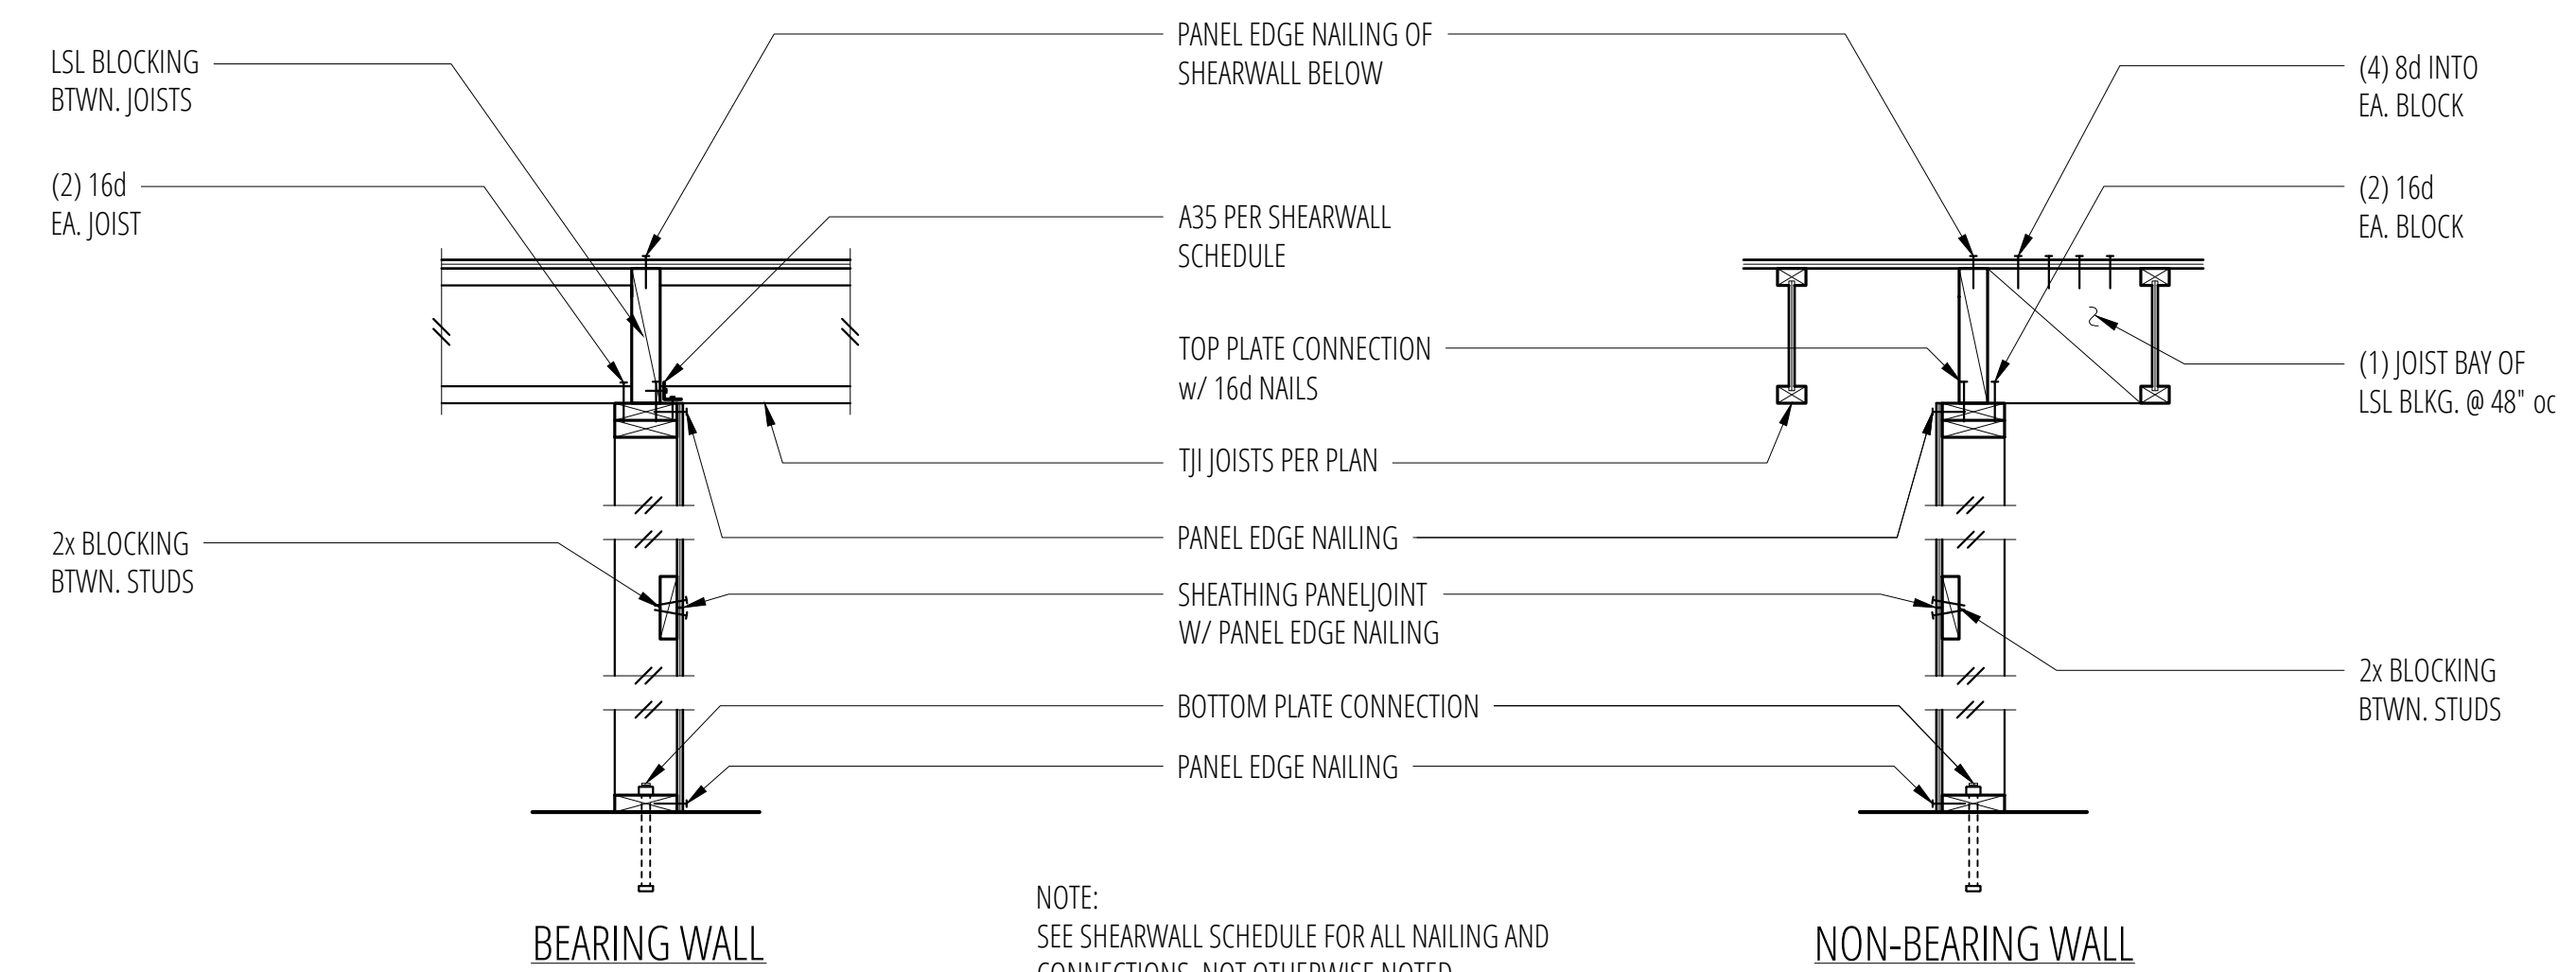 LSL BLOCKING
BTWN. JOISTS
(2) 16d
EA. JOIST
2x BLOCKING
BTWN. STUDS
PANEL EDGE NAILING OF
SHEARWALL BELOW
A35 PER SHEARWALL
SCHEDULE
TOP PLATE CONNECTION
w/ 16d NAILS
TJI JOISTS PER PLAN
PANEL EDGE NAILING
SHEATHING PANELJOINT
W/ PANEL EDGE NAILING
BOTTOM PLATE CONNECTION
PANEL EDGE NAILING
(4) 8d INTO
EA. BLOCK
(2) 16d
EA. BLOCK
(1) JOIST BAY OF
LSL BLKG. @ 48" oc
2x BLOCKING
BTWN. STUDS
BEARING WALL
NOTE:
SEE SHEARWALL SCHEDULE FOR ALL NAILING AND
CONNECTIONS, NOT OTHERWISE NOTED
NON-BEARING WALL